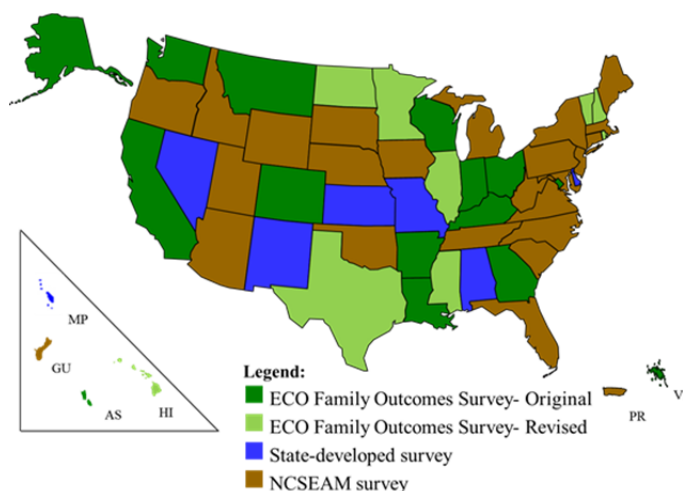 MP
GU
AS
HI
Legend:
ECO Family Outcomes Survey- Original
ECO Family Outcomes Survey- Revised
State-developed survey
NCSEAM survey
V
PR